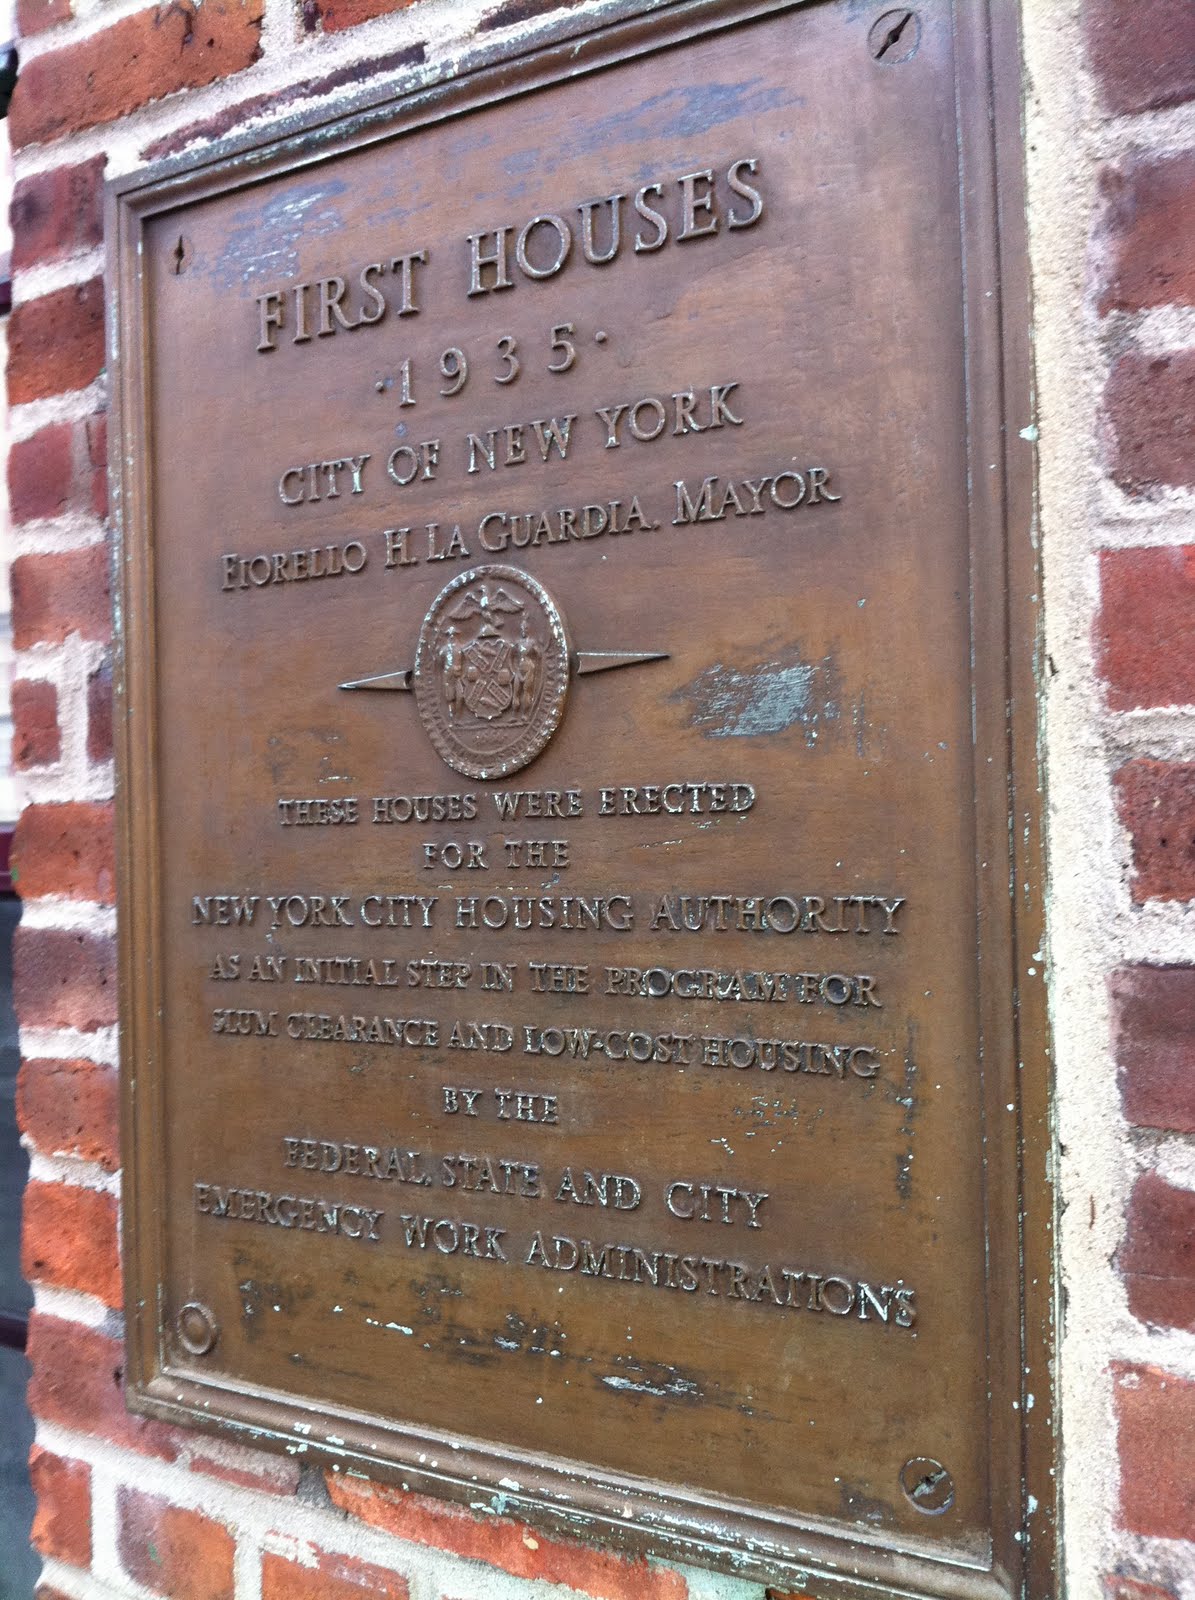 FIRST HOUSES
·1935·
CITY OF NEW YORK
FIORELLO H. LA GUARDIA, MAYOR
THESE HOUSES WERE ERECTED
FOR THE
NEW YORK CITY HOUSING AUTHORITY
AS AN INITIAL STEP IN THE PROGRAM FOR
SLUM CLEARANCE AND LOW-COST HOUSING
BY THE
FEDERAL, STATE AND CITY
EMERGENCY WORK ADMINISTRATIONS